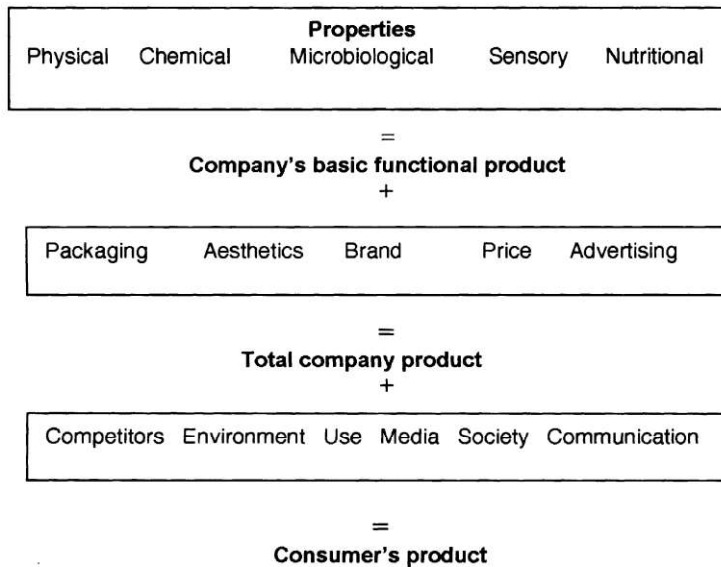 Properties
Physical Chemical Microbiological Sensory Nutritional
=
Company's basic functional product
+
Packaging Aesthetics Brand Price Advertising
=
Total company product
+
Competitors Environment Use Media Society Communication
=
Consumer's product